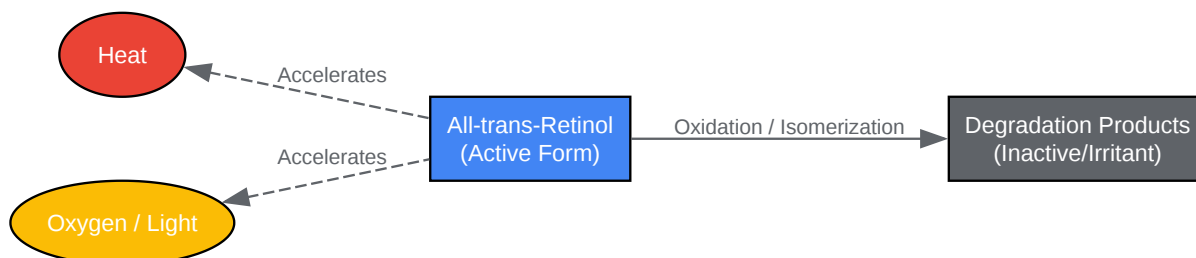 Heat
Accelerates
All-trans-Retinol
(Active Form)
Oxidation / Isomerization
Degradation Products
(Inactive/Irritant)
Accelerates
Oxygen / Light